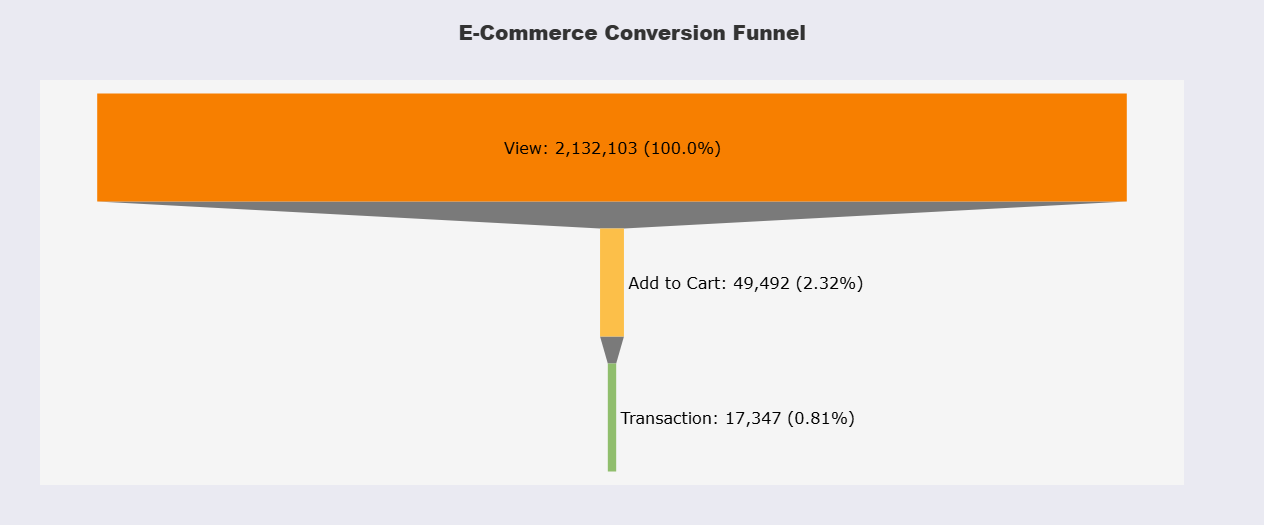 E-Commerce Conversion Funnel
View: 2,132,103 (100.0%)
Add to Cart: 49,492 (2.32%)
Transaction: 17,347 (0.81%)